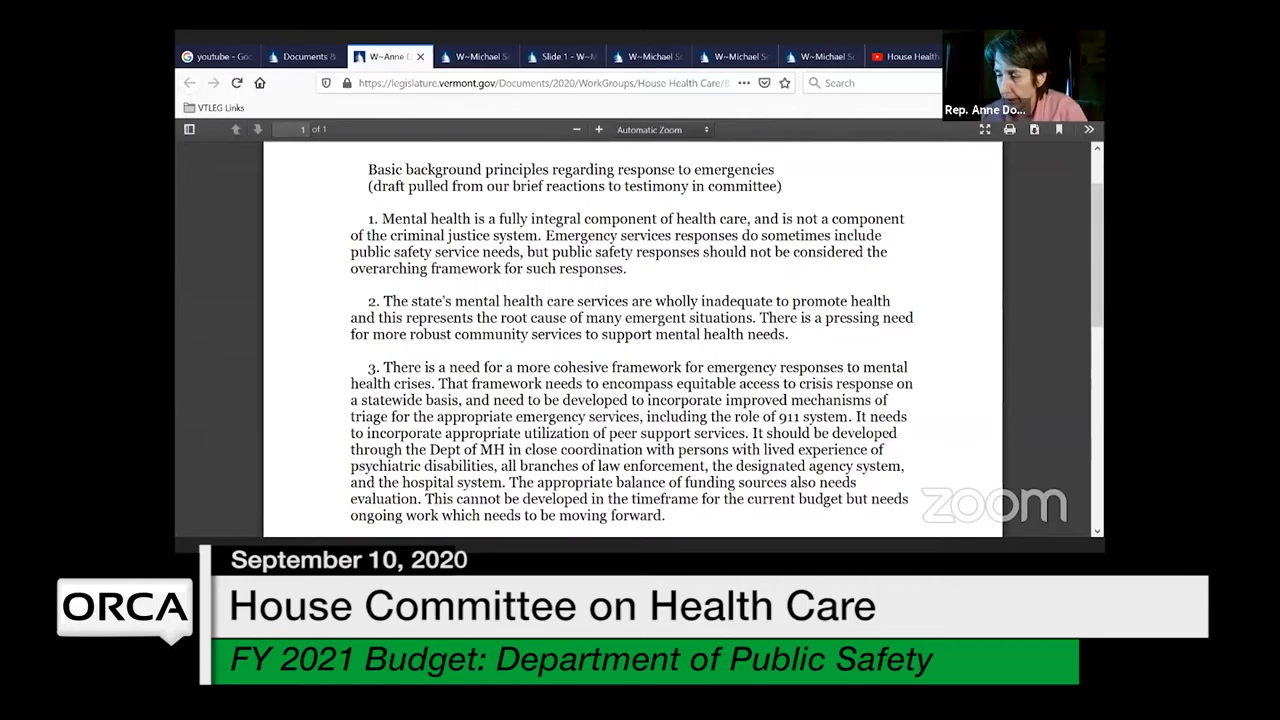 youtube - Goo
Documents &
W~Anne D
W~Michael Sc
Slide 1 - W~M
W~Michael Sc
W~Michael Sc
W~Michael Sc
House Health
https://legislature.vermont.gov/Documents/2020/WorkGroups/House Health Care/B
Search
VTLEG Links
Rep. Anne Do...
1 of 1
Automatic Zoom
Basic background principles regarding response to emergencies
(draft pulled from our brief reactions to testimony in committee)
1. Mental health is a fully integral component of health care, and is not a component
of the criminal justice system. Emergency services responses do sometimes include
public safety service needs, but public safety responses should not be considered the
overarching framework for such responses.
2. The state's mental health care services are wholly inadequate to promote health
and this represents the root cause of many emergent situations. There is a pressing need
for more robust community services to support mental health needs.
3. There is a need for a more cohesive framework for emergency responses to mental
health crises. That framework needs to encompass equitable access to crisis response on
a statewide basis, and need to be developed to incorporate improved mechanisms of
triage for the appropriate emergency services, including the role of 911 system. It needs
to incorporate appropriate utilization of peer support services. It should be developed
through the Dept of MH in close coordination with persons with lived experience of
psychiatric disabilities, all branches of law enforcement, the designated agency system,
and the hospital system. The appropriate balance of funding sources also needs
evaluation. This cannot be developed in the timeframe for the current budget but needs
ongoing work which needs to be moving forward.
zoom
September 10, 2020
ORCA
House Committee on Health Care
FY 2021 Budget: Department of Public Safety